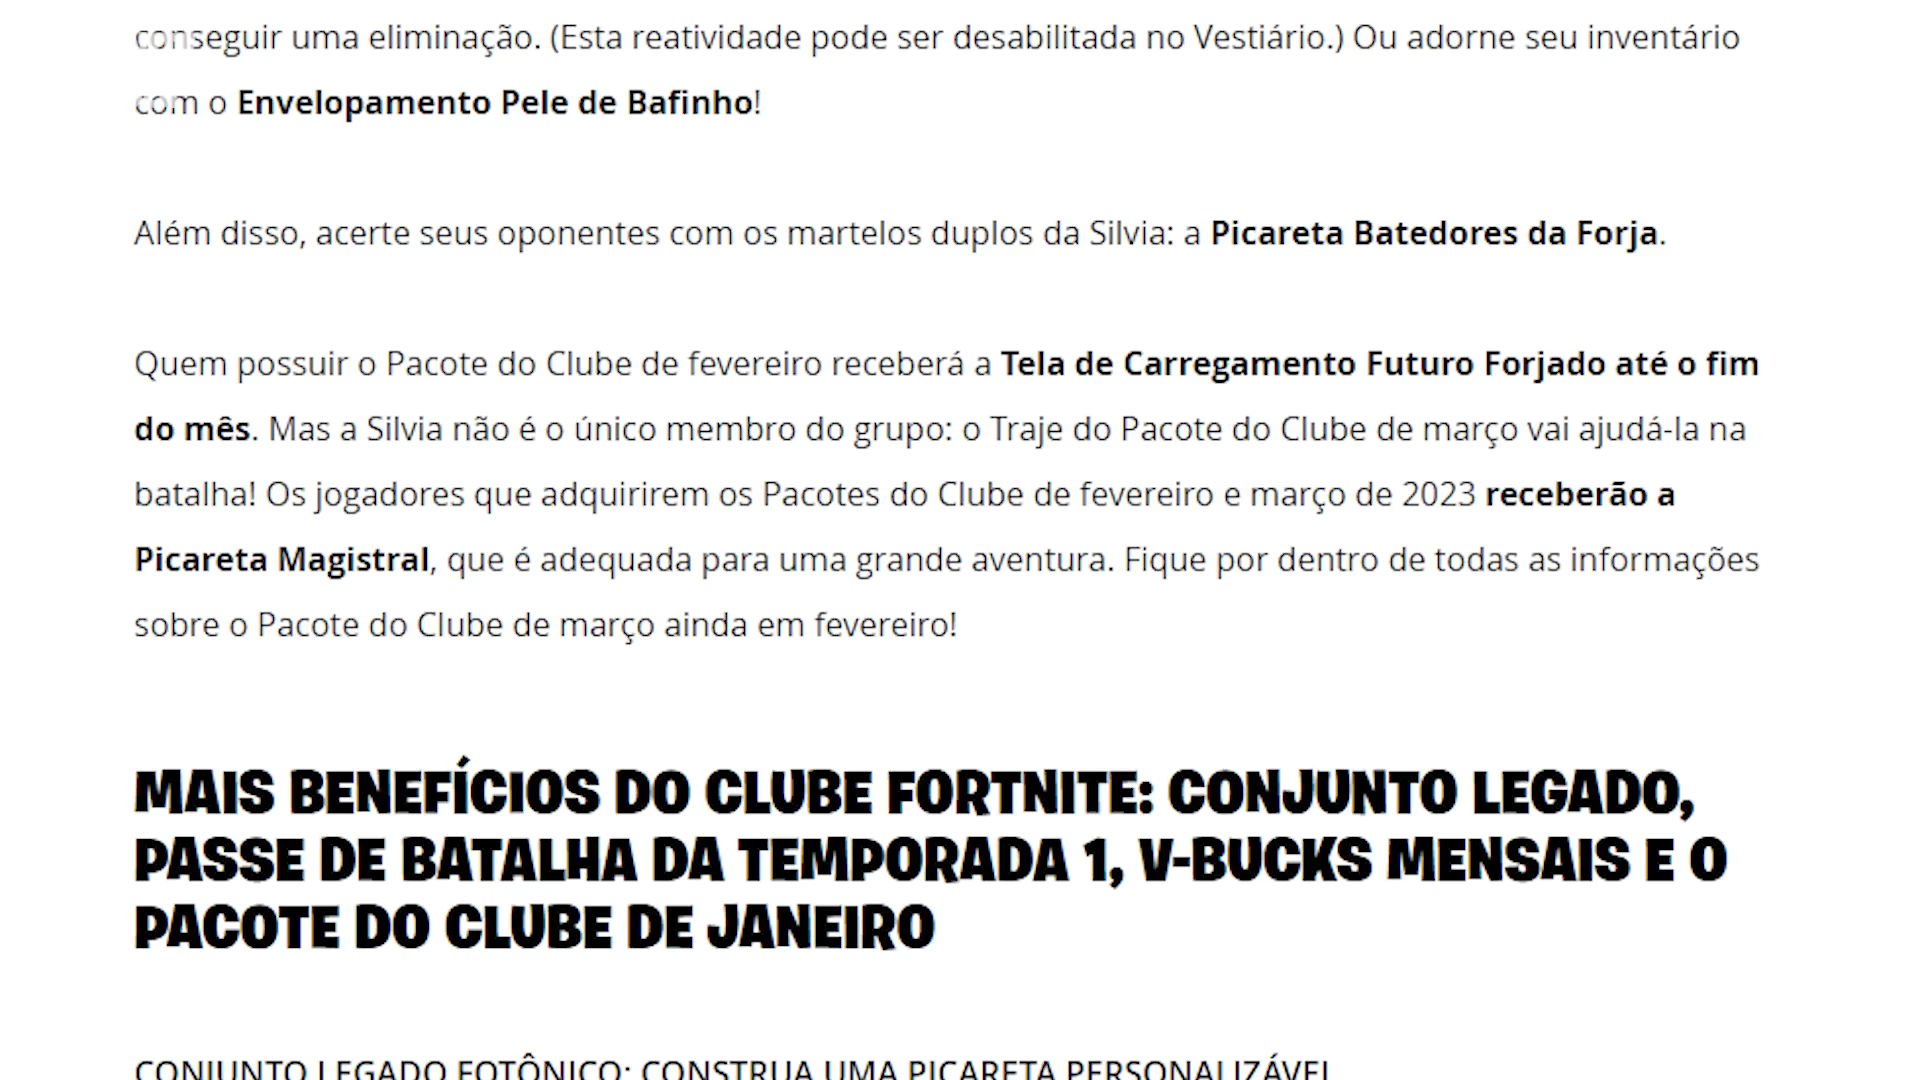 conseguir uma eliminação. (Esta reatividade pode ser desabilitada no Vestiário.) Ou adorne seu inventário
com o Envelopamento Pele de Bafinho!
Além disso, acerte seus oponentes com os martelos duplos da Silvia: a Picareta Batedores da Forja.
Quem possuir o Pacote do Clube de fevereiro receberá a Tela de Carregamento Futuro Forjado até o fim
do mês. Mas a Silvia não é o único membro do grupo: o Traje do Pacote do Clube de março vai ajudá-la na
batalha! Os jogadores que adquirirem os Pacotes do Clube de fevereiro e março de 2023 receberão a
Picareta Magistral, que é adequada para uma grande aventura. Fique por dentro de todas as informações
sobre o Pacote do Clube de março ainda em fevereiro!
MAIS BENEFÍCIOS DO CLUBE FORTNITE: CONJUNTO LEGADO,
PASSE DE BATALHA DA TEMPORADA 1, V-BUCKS MENSAIS E O
PACOTE DO CLUBE DE JANEIRO
CONJUNTO LEGADO FOTÔNICO: CONSTRUA UMA PICARETA PERSONALIZÁVEL